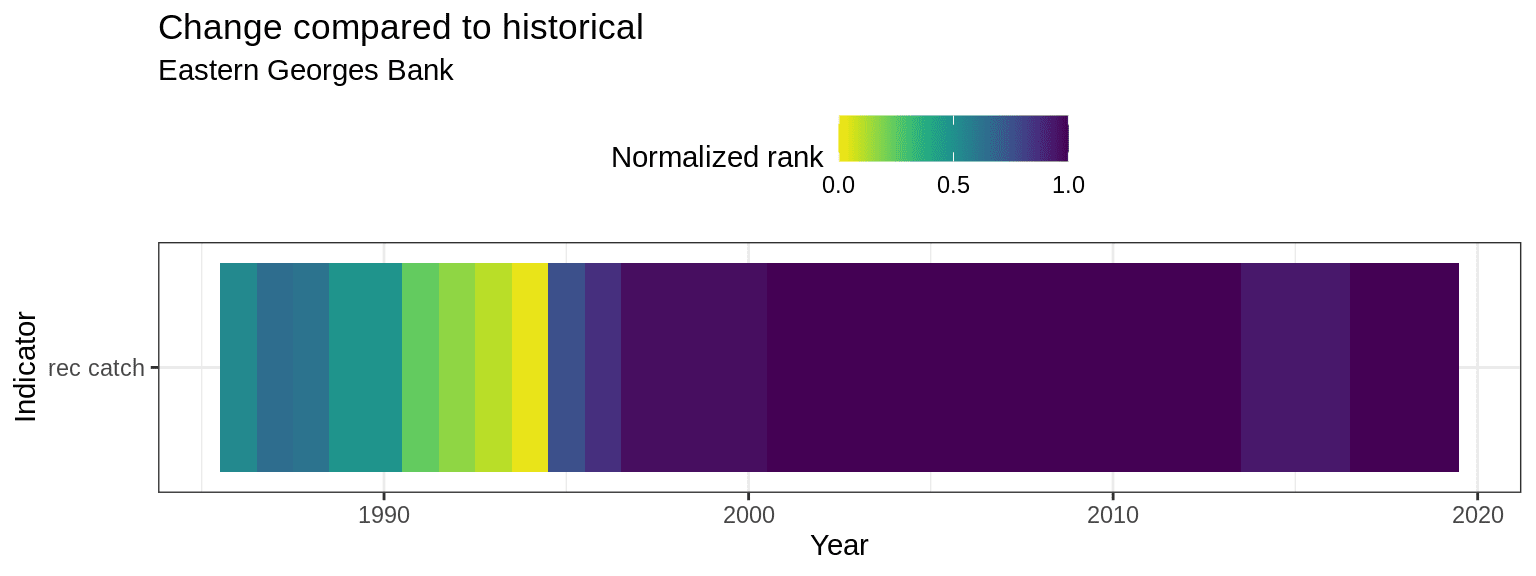 Change compared to historical
Eastern Georges Bank
Normalized rank
0.0 0.5 1.0
Indicator
rec catch
1990 2000 2010 2020
Year